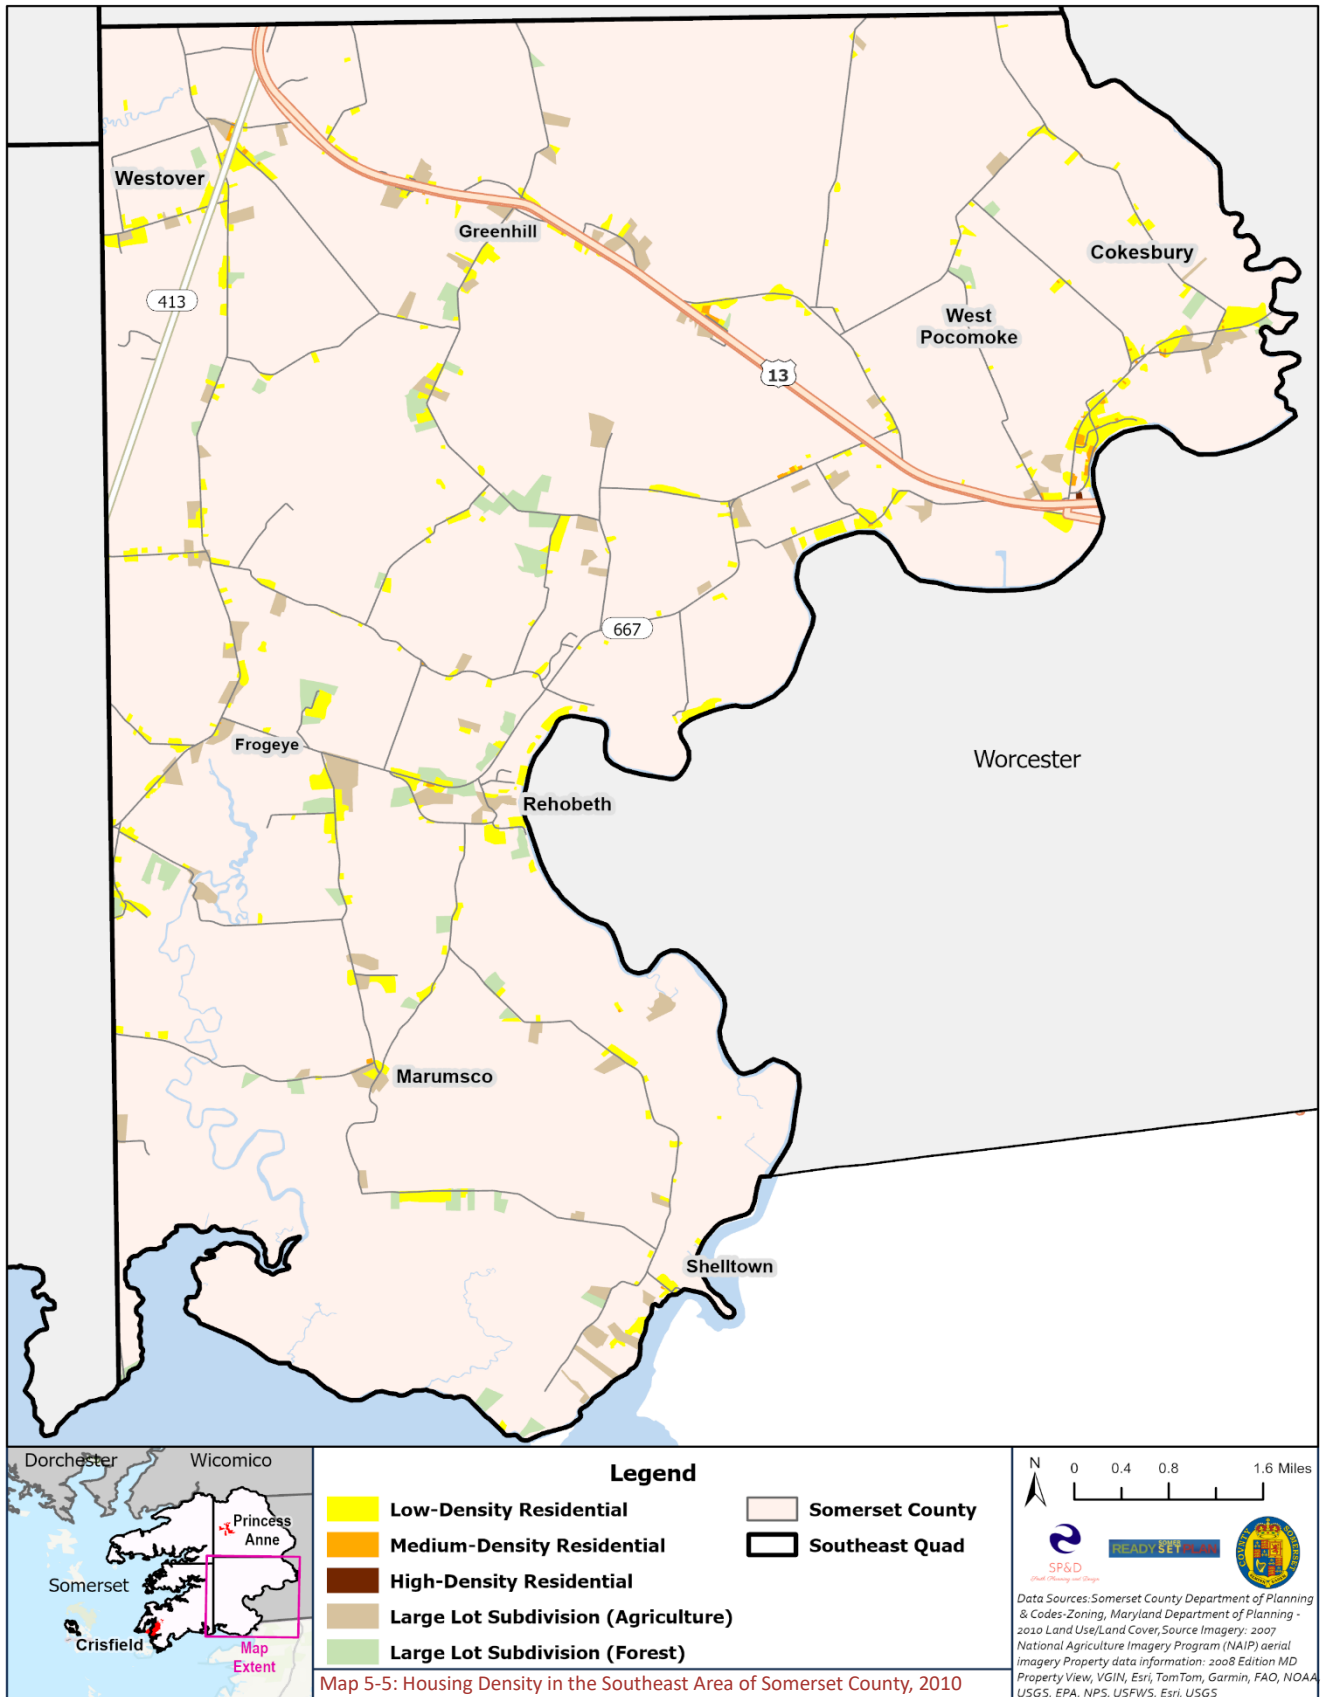 Westover
Greenhill
413
Cokesbury
West
Pocomoke
13
667
Frogeye
Worcester
Rehobeth
Marumsco
Shelltown
Dorchester
Wicomico
Princess
Anne
Somerset
Crisfield
Map
Extent
Legend
Low-Density Residential
Medium-Density Residential
High-Density Residential
Large Lot Subdivision (Agriculture)
Large Lot Subdivision (Forest)
Somerset County
Southeast Quad
Map 5-5: Housing Density in the Southeast Area of Somerset County, 2010
N
0 0.4 0.8 1.6 Miles
SP&D
READY SET PLAN
COUNTY SOMERSET
Data Sources:Somerset County Department of Planning
& Codes-Zoning, Maryland Department of Planning -
2010 Land Use/Land Cover,Source Imagery: 2007
National Agriculture Imagery Program (NAIP) aerial
imagery Property data information: 2008 Edition MD
Property View, VGIN, Esri, TomTom, Garmin, FAO, NOAA,
USGS, EPA, NPS, USFWS, Esri, USGS